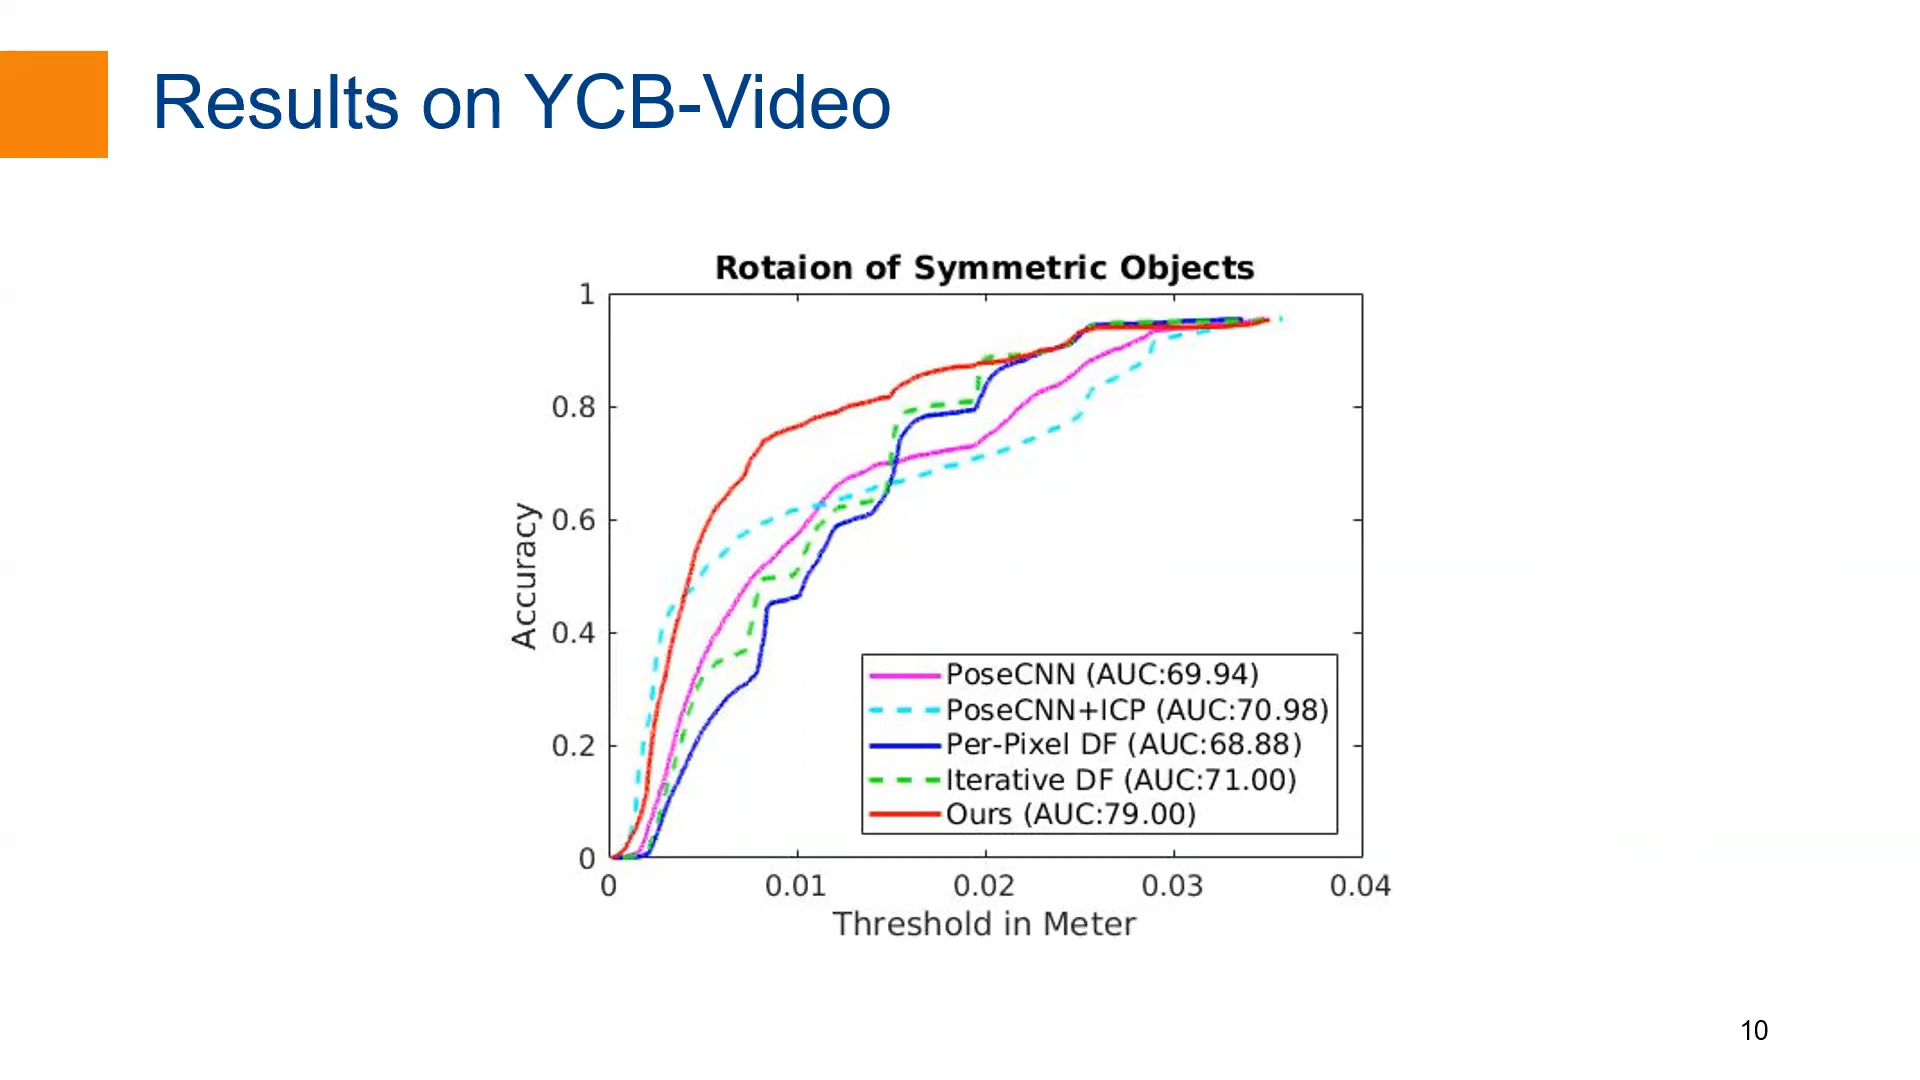 Results on YCB-Video
Rotaion of Symmetric Objects
1
0.8
0.6
0.4
0.2
0
Accuracy
PoseCNN (AUC:69.94)
PoseCNN+ICP (AUC:70.98)
Per-Pixel DF (AUC:68.88)
Iterative DF (AUC:71.00)
Ours (AUC:79.00)
0 0.01 0.02 0.03 0.04
Threshold in Meter
10